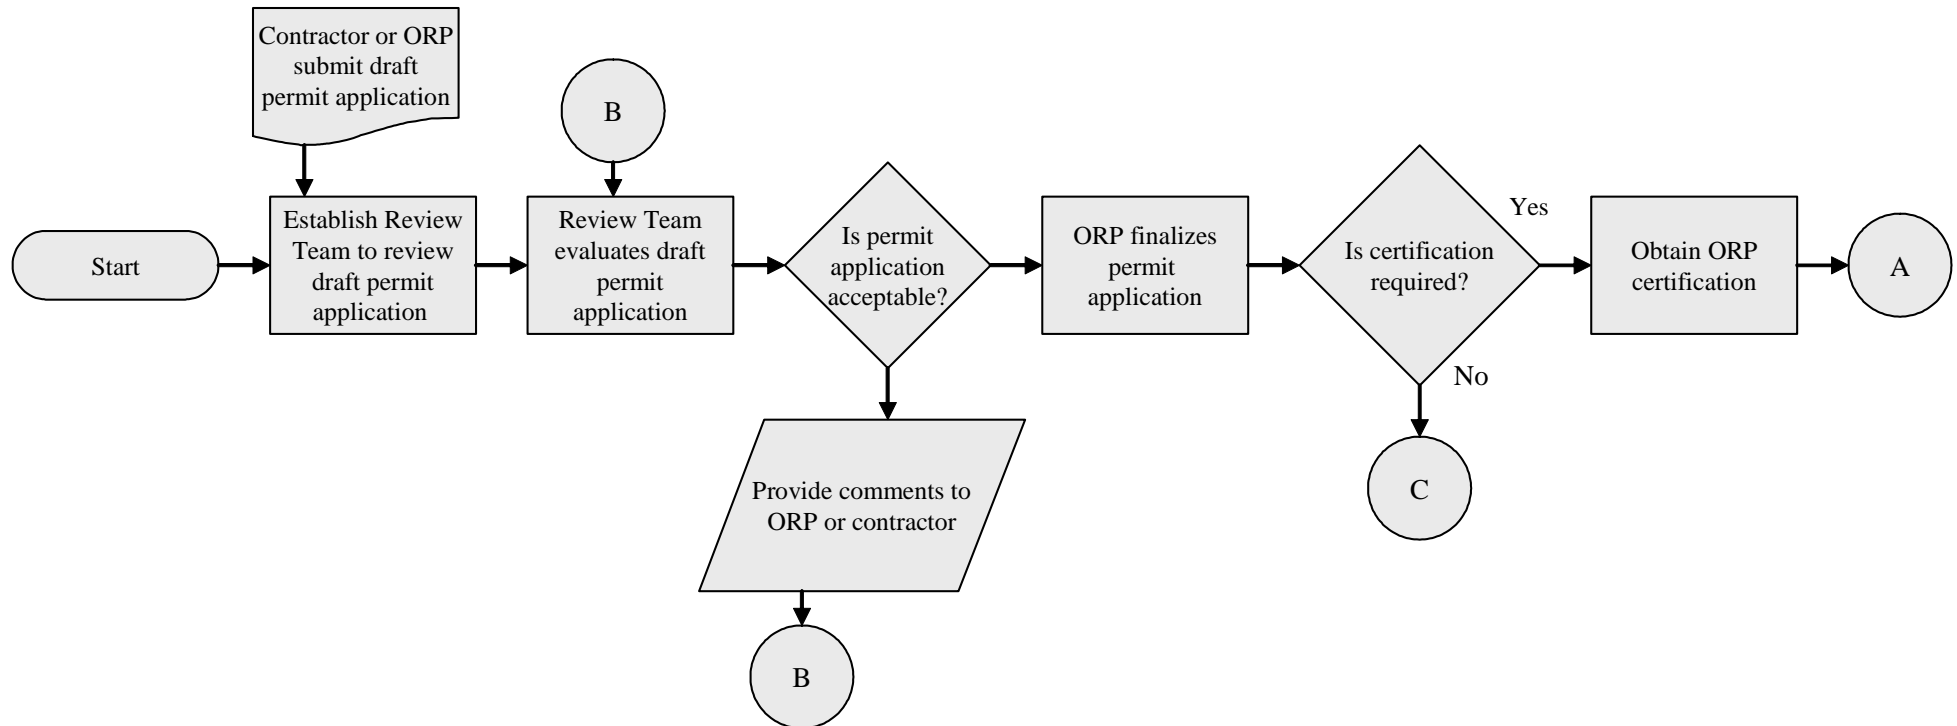 Contractor or ORP
submit draft
permit application
B
Start
Establish Review
Team to review
draft permit
application
Review Team
evaluates draft
permit
application
Is permit
application
acceptable?
ORP finalizes
permit
application
Is certification
required?
Yes
Obtain ORP
certification
A
No
Provide comments to
ORP or contractor
C
B